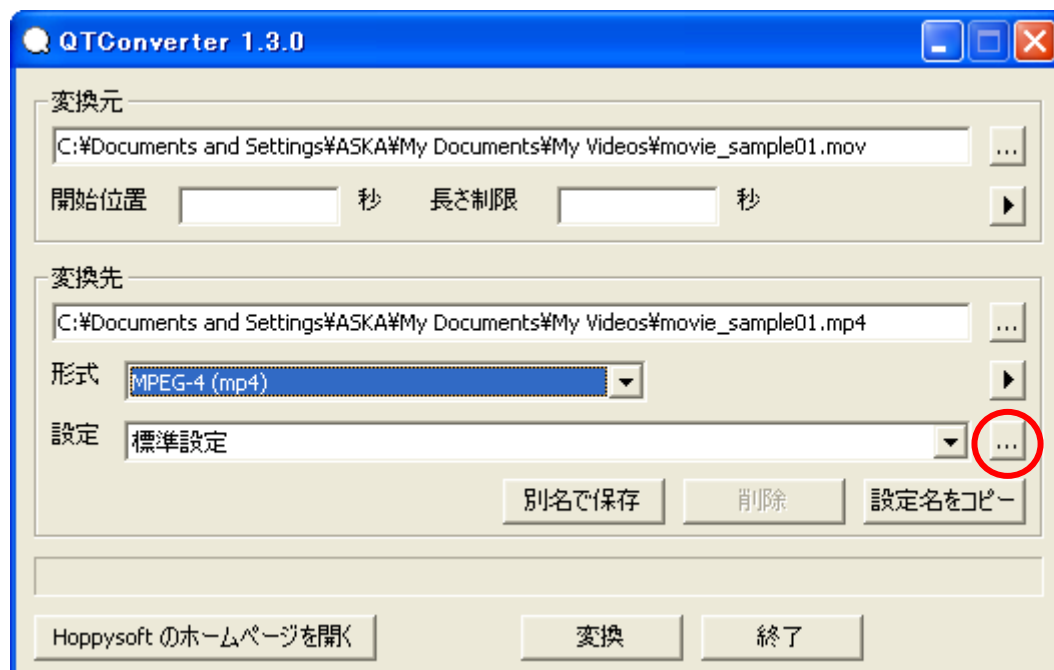 QTConverter 1.3.0
変換元
C:¥Documents and Settings¥ASKA¥My Documents¥My Videos¥movie_sample01.mov
...
開始位置 秒 長さ制限 秒
変換先
C:¥Documents and Settings¥ASKA¥My Documents¥My Videos¥movie_sample01.mp4
...
形式 MPEG-4 (mp4)
設定 標準設定 ...
別名で保存 削除 設定名をコピー
Hoppysoft のホームページを開く 変換 終了